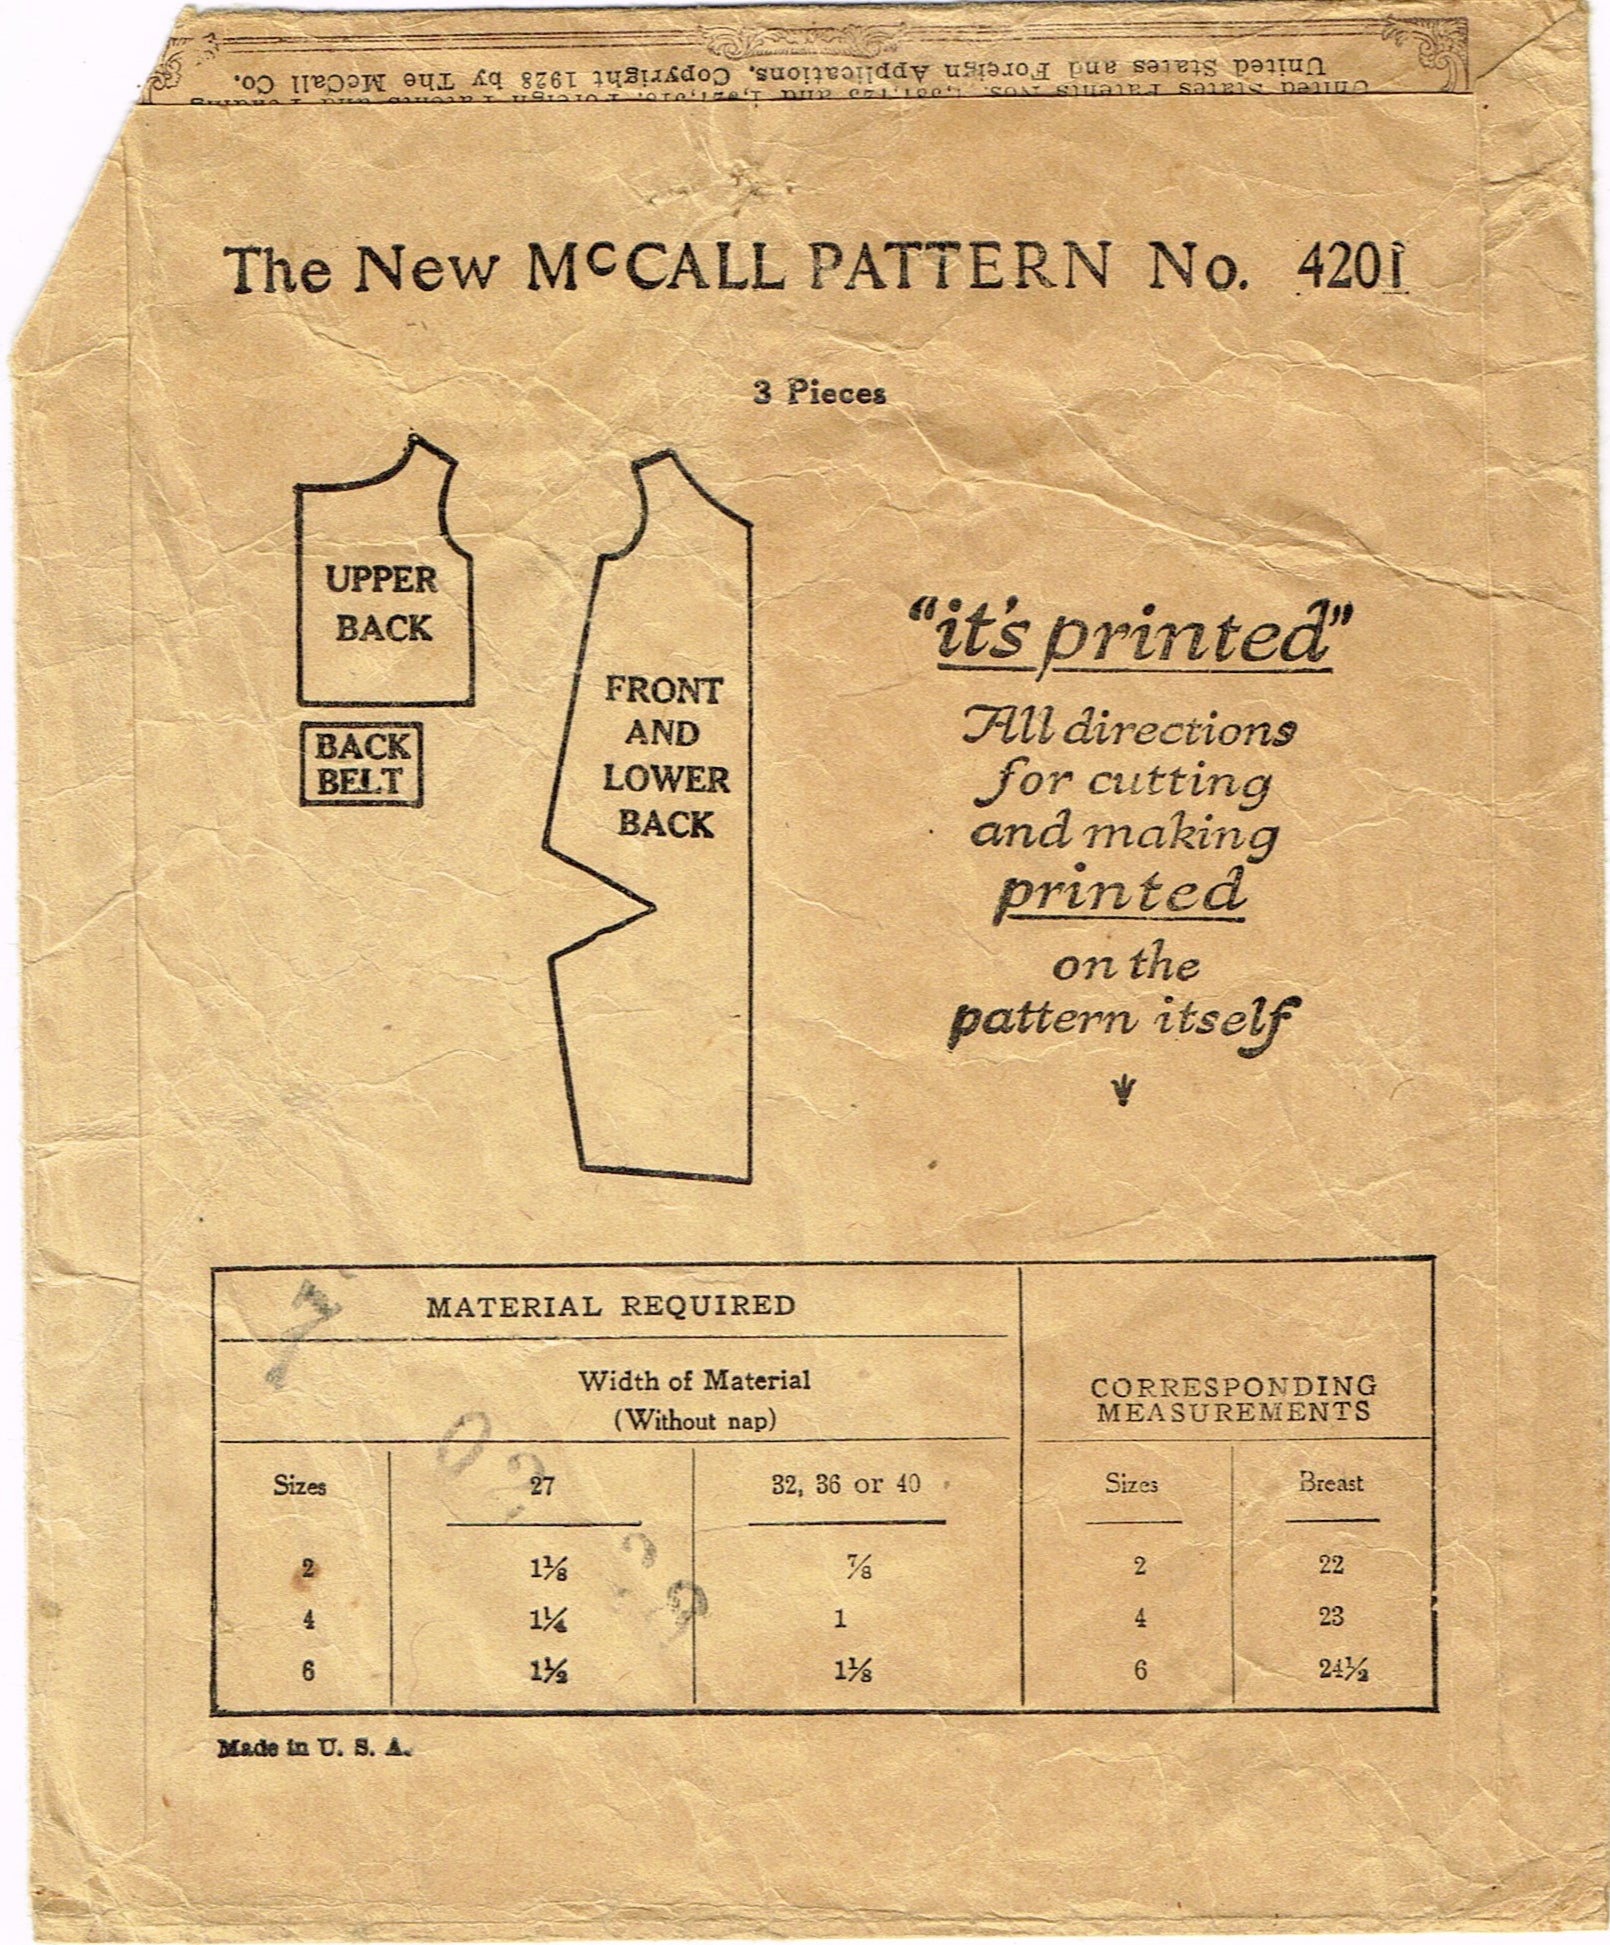 United States and Foreign Applications. Copyright 1928 by The McCall Co.
United States Patents Nos.
The New McCALL PATTERN No. 4201
3 Pieces
UPPER
BACK
BACK
BELT
FRONT
AND
LOWER
BACK
“it's printed”
All directions
for cutting
and making
printed
on the
pattern itself
MATERIAL REQUIRED
Width of Material
(Without nap)
CORRESPONDING
MEASUREMENTS
Sizes 27 32, 36 or 40 Sizes Breast
2 1⅛ ⅞ 2 22
4 1¼ 1 4 23
6 1½ 1⅛ 6 24½
Made in U. S. A.